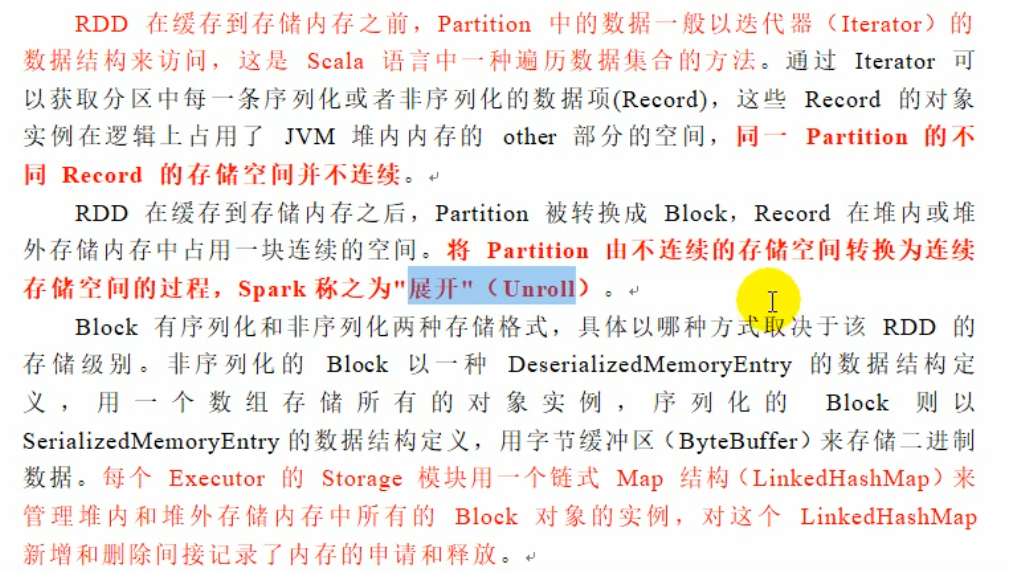 RDD 在缓存到存储内存之前，Partition 中的数据一般以迭代器（Iterator）的
数据结构来访问，这是 Scala 语言中一种遍历数据集合的方法。通过 Iterator 可
以获取分区中每一条序列化或者非序列化的数据项(Record)，这些 Record 的对象
实例在逻辑上占用了 JVM 堆内内存的 other 部分的空间，同一 Partition 的不
同 Record 的存储空间并不连续。
RDD 在缓存到存储内存之后，Partition 被转换成 Block，Record 在堆内或堆
外存储内存中占用一块连续的空间。将 Partition 由不连续的存储空间转换为连续
存储空间的过程，Spark 称之为"展开"（Unroll）。
Block 有序列化和非序列化两种存储格式，具体以哪种方式取决于该 RDD 的
存储级别。非序列化的 Block 以一种 DeserializedMemoryEntry 的数据结构定
义，用一个数组存储所有的对象实例，序列化的 Block 则以
SerializedMemoryEntry 的数据结构定义，用字节缓冲区（ByteBuffer）来存储二进制
数据。每个 Executor 的 Storage 模块用一个链式 Map 结构（LinkedHashMap）来
管理堆内和堆外存储内存中所有的 Block 对象的实例，对这个 LinkedHashMap
新增和删除间接记录了内存的申请和释放。